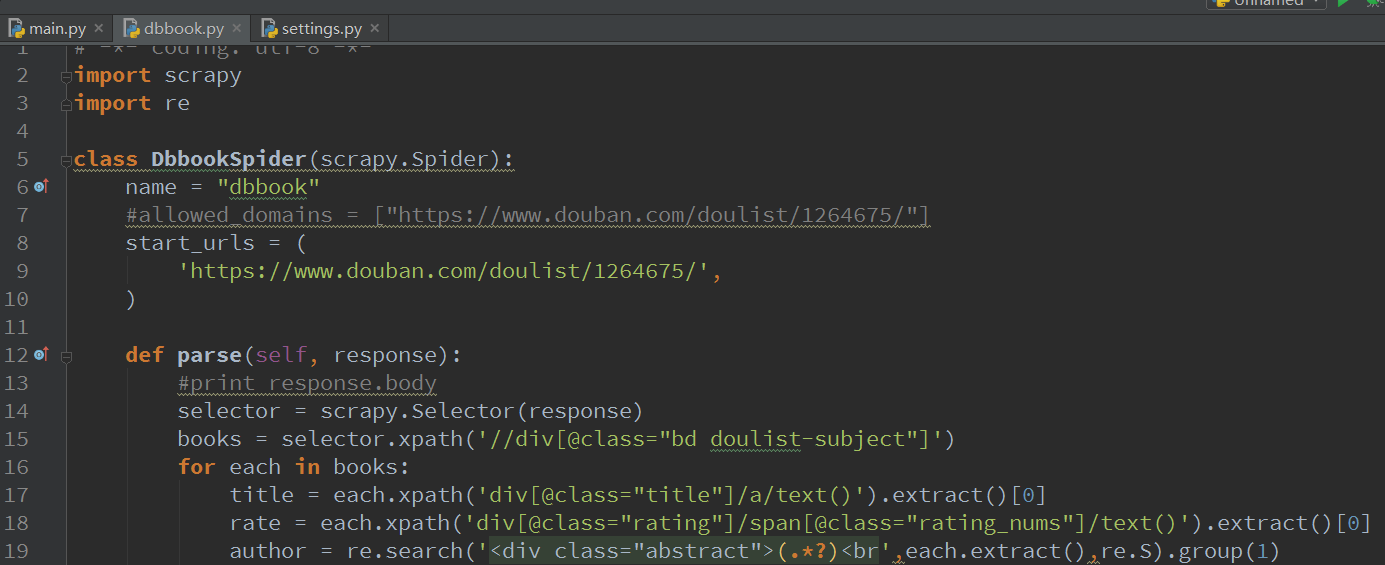 Unnamed
main.py × dbbook.py × settings.py ×
1 # -*- coding: utf-8 -*-
2 import scrapy
3 import re
4
5 class DbbookSpider(scrapy.Spider):
6 name = "dbbook"
7 #allowed_domains = ["https://www.douban.com/doulist/1264675/"]
8 start_urls = (
9 'https://www.douban.com/doulist/1264675/',
10 )
11
12 def parse(self, response):
13 #print response.body
14 selector = scrapy.Selector(response)
15 books = selector.xpath('//div[@class="bd doulist-subject"]')
16 for each in books:
17 title = each.xpath('div[@class="title"]/a/text()').extract()[0]
18 rate = each.xpath('div[@class="rating"]/span[@class="rating_nums"]/text()').extract()[0]
19 author = re.search('<div class="abstract">(.*?)<br',each.extract(),re.S).group(1)